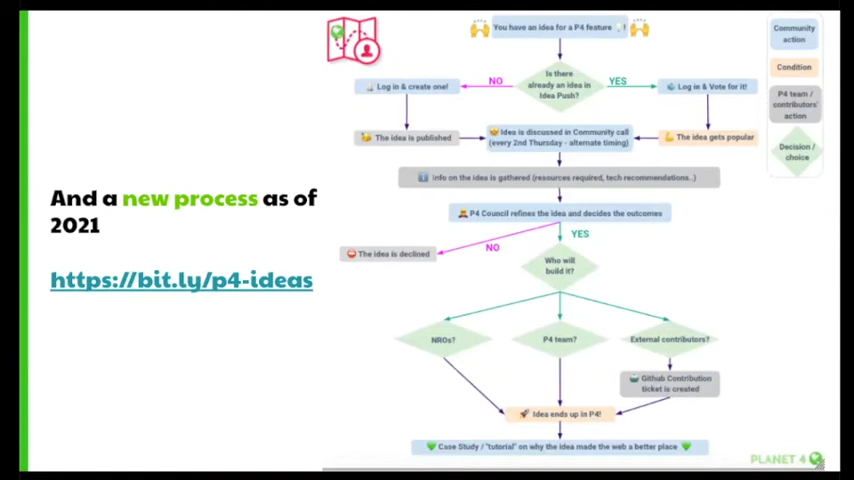 And a new process as of
2021
https://bit.ly/p4-ideas
You have an idea for a P4 feature !
Is there
already an idea in
Idea Push?
NO
YES
Log in & create one!
Log in & Vote for it!
The idea is published
Idea is discussed in Community call
(every 2nd Thursday - alternate timing)
The idea gets popular
Info on the idea is gathered (resources required, tech recommendations..)
P4 Council refines the idea and decides the outcomes
NO
YES
The idea is declined
Who will
build it?
NROs?
P4 team?
External contributors?
Github Contribution
ticket is created
Idea ends up in P4!
Case Study / "tutorial" on why the idea made the web a better place
Community
action
Condition
P4 team /
contributors'
action
Decision /
choice
PLANET 4